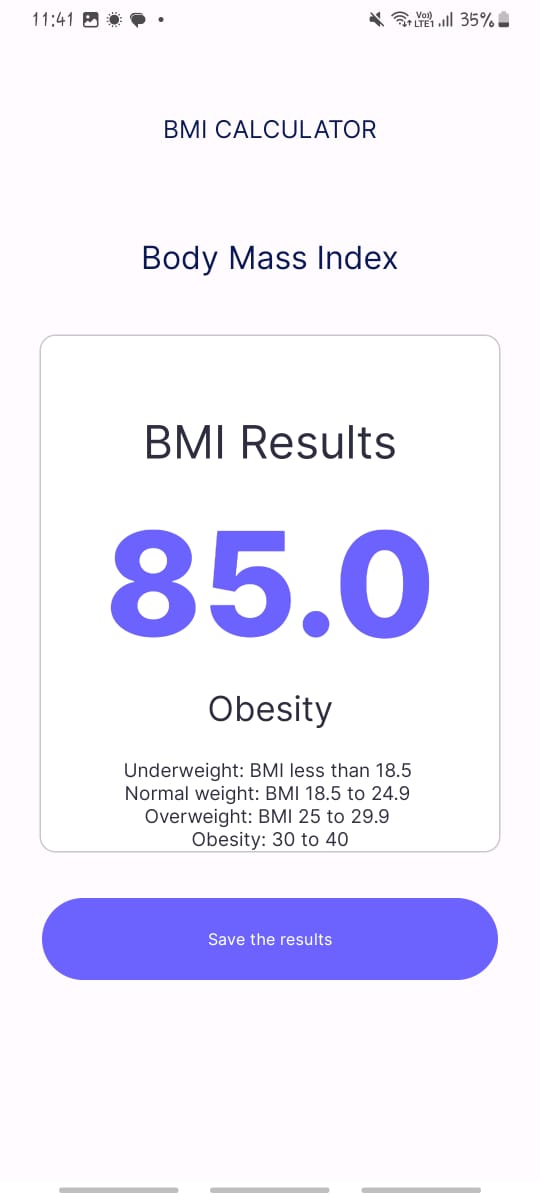 11:41 35%
Vo))
LTE1
BMI CALCULATOR
Body Mass Index
BMI Results
85.0
Obesity
Underweight: BMI less than 18.5
Normal weight: BMI 18.5 to 24.9
Overweight: BMI 25 to 29.9
Obesity: 30 to 40
Save the results